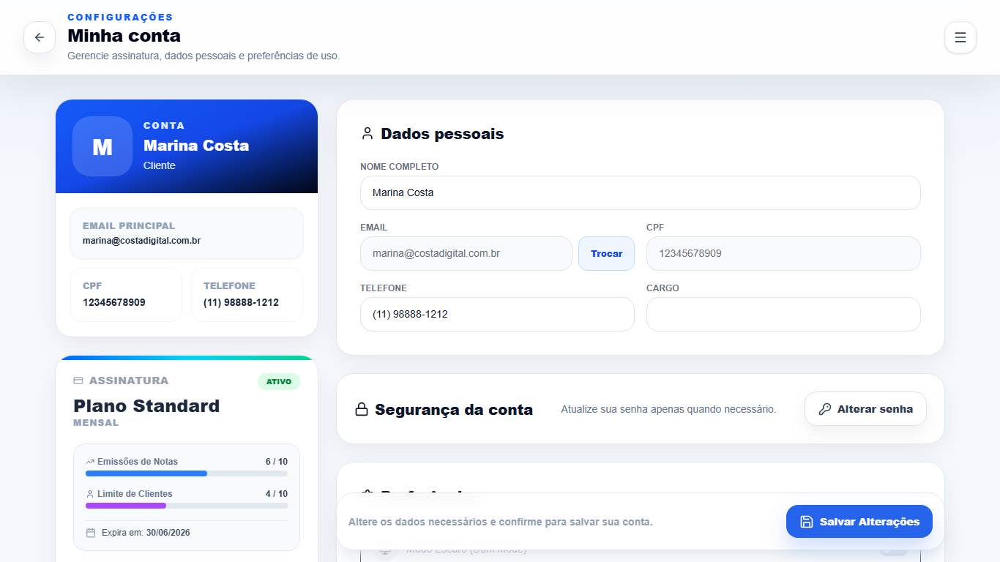 CONFIGURAÇÕES
Minha conta
Gerencie assinatura, dados pessoais e preferências de uso.
M
CONTA
Marina Costa
Cliente
EMAIL PRINCIPAL
marina@costadigital.com.br
CPF
12345678909
TELEFONE
(11) 98888-1212
ASSINATURA
ATIVO
Plano Standard
MENSAL
Emissões de Notas
6 / 10
Limite de Clientes
4 / 10
Expira em: 30/06/2026
Dados pessoais
NOME COMPLETO
Marina Costa
EMAIL
marina@costadigital.com.br
Trocar
CPF
12345678909
TELEFONE
(11) 98888-1212
CARGO
Segurança da conta
Atualize sua senha apenas quando necessário.
Alterar senha
Altere os dados necessários e confirme para salvar sua conta.
Salvar Alterações
Modo Escuro (Dark Mode)